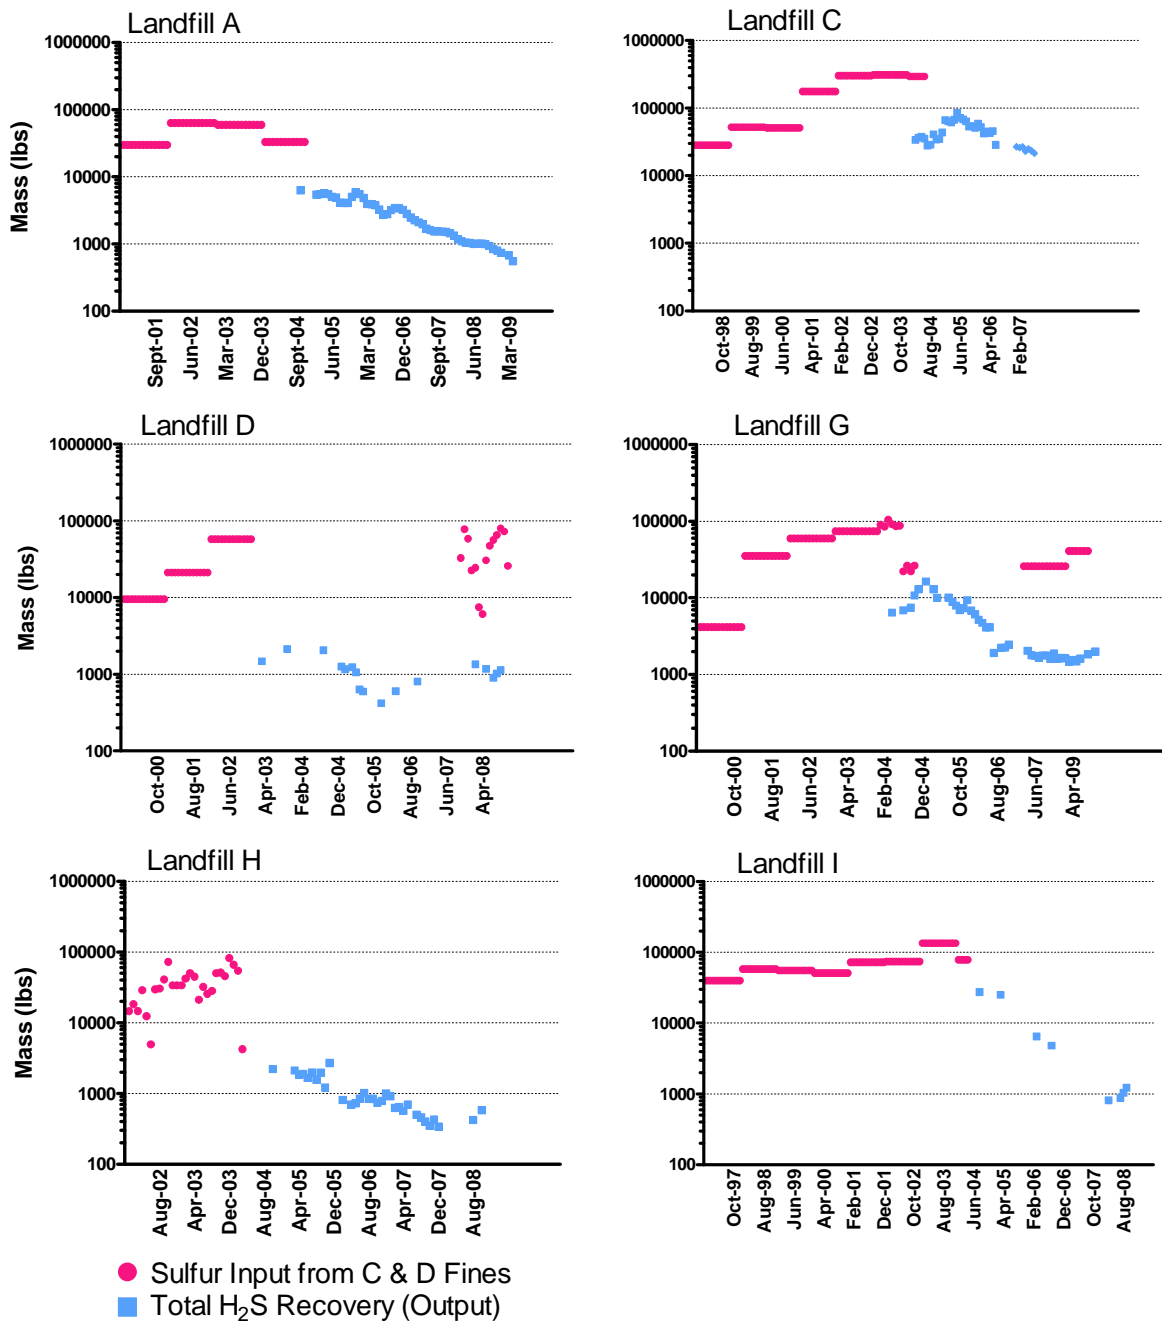 Landfill A
Mass (lbs)
1000000
100000
10000
1000
100
Sept-01
Jun-02
Mar-03
Dec-03
Sept-04
Jun-05
Mar-06
Dec-06
Sept-07
Jun-08
Mar-09
Landfill C
1000000
100000
10000
1000
100
Oct-98
Aug-99
Jun-00
Apr-01
Feb-02
Dec-02
Oct-03
Aug-04
Jun-05
Apr-06
Feb-07
Landfill D
Mass (lbs)
1000000
100000
10000
1000
100
Oct-00
Aug-01
Jun-02
Apr-03
Feb-04
Dec-04
Oct-05
Aug-06
Jun-07
Apr-08
Landfill G
1000000
100000
10000
1000
100
Oct-00
Aug-01
Jun-02
Apr-03
Feb-04
Dec-04
Oct-05
Aug-06
Jun-07
Apr-09
Landfill H
Mass (lbs)
1000000
100000
10000
1000
100
Aug-02
Apr-03
Dec-03
Aug-04
Apr-05
Dec-05
Aug-06
Apr-07
Dec-07
Aug-08
Landfill I
1000000
100000
10000
1000
100
Oct-97
Aug-98
Jun-99
Apr-00
Feb-01
Dec-01
Oct-02
Aug-03
Jun-04
Apr-05
Feb-06
Dec-06
Oct-07
Aug-08
Sulfur Input from C & D Fines
Total H₂S Recovery (Output)